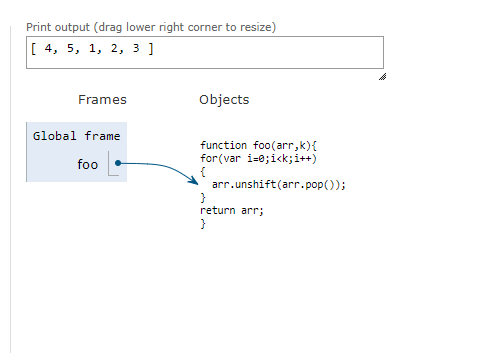 Print output (drag lower right corner to resize)
[ 4, 5, 1, 2, 3 ]
Frames
Objects
Global frame
foo
function foo(arr,k){
for(var i=0;i<k;i++)
{
  arr.unshift(arr.pop());
}
return arr;
}